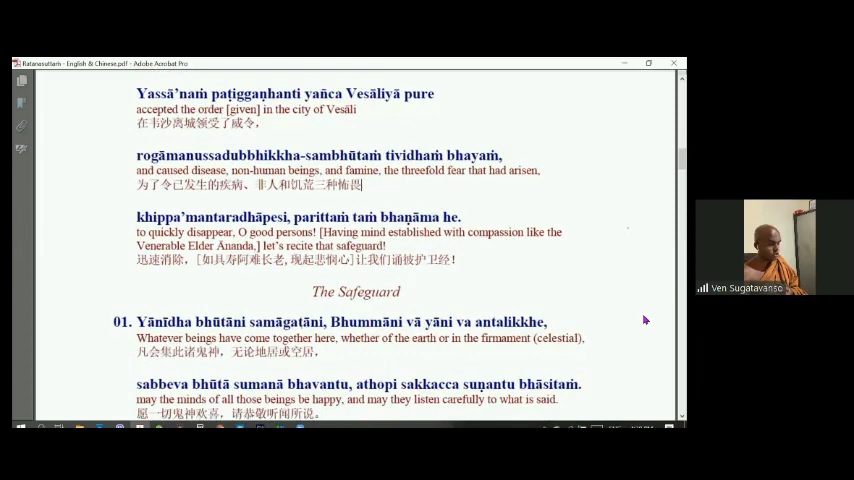 Ratanasuttaṁ - English & Chinese.pdf - Adobe Acrobat Pro
Yassā'naṁ paṭiggaṇhanti yañca Vesāliyā pure
accepted the order [given] in the city of Vesāli
在韦沙离城领受了威令，
rogāmanussadubbhikkha-sambhūtaṁ tividhaṁ bhayaṁ,
and caused disease, non-human beings, and famine, the threefold fear that had arisen,
为了令已发生的疾病、非人和饥荒三种怖畏
khippa'mantaradhāpesi, parittaṁ taṁ bhaṇāma he.
to quickly disappear, O good persons! [Having mind established with compassion like the
Venerable Elder Ānanda,] let's recite that safeguard!
迅速消除，[如具寿阿难长老,现起悲悯心]让我们诵彼护卫经！
The Safeguard
01. Yānīdha bhūtāni samāgatāni, Bhummāni vā yāni va antalikkhe,
Whatever beings have come together here, whether of the earth or in the firmament (celestial),
凡会集此诸鬼神，无论地居或空居，
sabbeva bhūtā sumanā bhavantu, athopi sakkacca suṇantu bhāsitaṁ.
may the minds of all those beings be happy, and may they listen carefully to what is said.
愿一切鬼神欢喜，请恭敬听闻所说。
Ven Sugatavanso